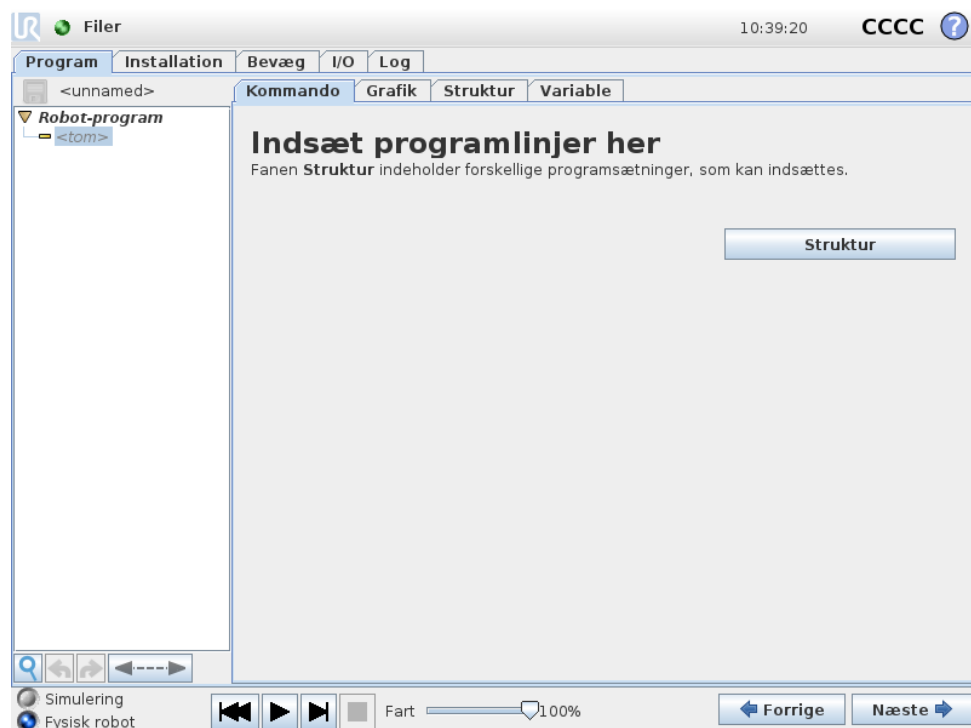 UR Filer 10:39:20 CCCC ?
Program Installation Bevæg I/O Log
<unnamed> Kommando Grafik Struktur Variable
Robot-program
<tom>
Indsæt programlinjer her
Fanen Struktur indeholder forskellige programsætninger, som kan indsættes.
Struktur
Simulering
Fysisk robot
Fart 100% Forrige Næste